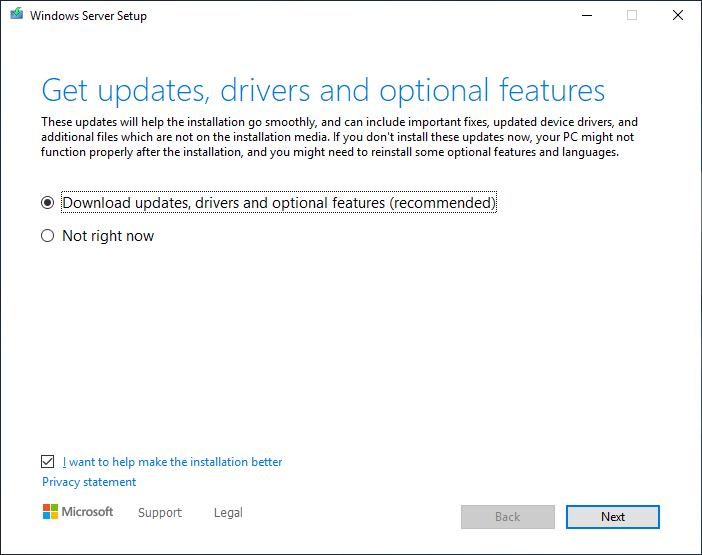 Windows Server Setup
Get updates, drivers and optional features
These updates will help the installation go smoothly, and can include important fixes, updated device drivers, and
additional files which are not on the installation media. If you don't install these updates now, your PC might not
function properly after the installation, and you might need to reinstall some optional features and languages.
Download updates, drivers and optional features (recommended)
Not right now
I want to help make the installation better
Privacy statement
Microsoft Support Legal Back Next